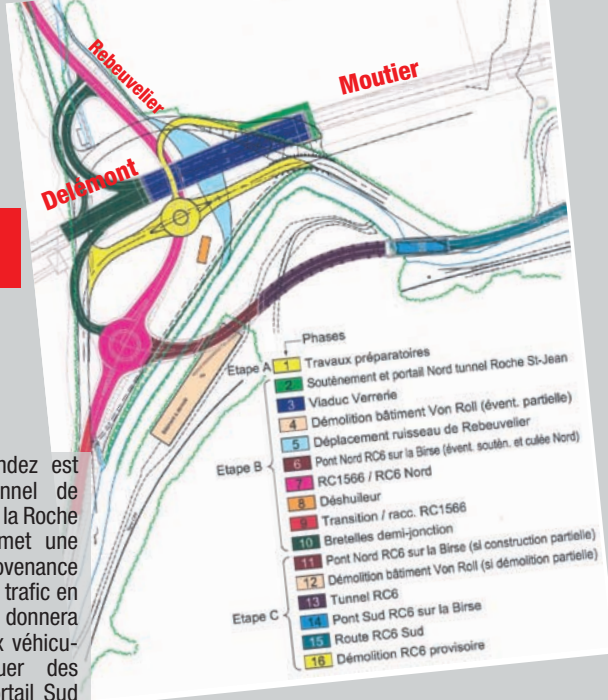 Rebeuvelier
Moutier
Delémont
Phases
Etape A
1 Travaux préparatoires
2 Soutènement et portail Nord tunnel Roche St-Jean
3 Viaduc Verrerie
4 Démolition bâtiment Von Roll (évent. partielle)
5 Déplacement ruisseau de Rebeuvelier
Etape B
6 Pont Nord RC6 sur la Birse (évent. soutén. et culée Nord)
7 RC1566 / RC6 Nord
8 Déshuileur
9 Transition / racc. RC1566
10 Bretelles demi-jonction
11 Pont Nord RC6 sur la Birse (si construction partielle)
12 Démolition bâtiment Von Roll (si démolition partielle)
Etape C
13 Tunnel RC6
14 Pont Sud RC6 sur la Birse
15 Route RC6 Sud
16 Démolition RC6 provisoire
ndez est
nnel de
la Roche
met une
ovenance
trafic en
donnera
x véhicu-
uer des
ortail Sud